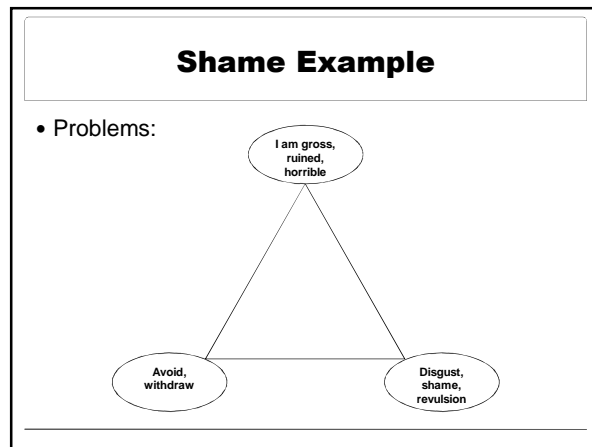 Shame Example
• Problems:
I am gross,
ruined,
horrible
Avoid,
withdraw
Disgust,
shame,
revulsion